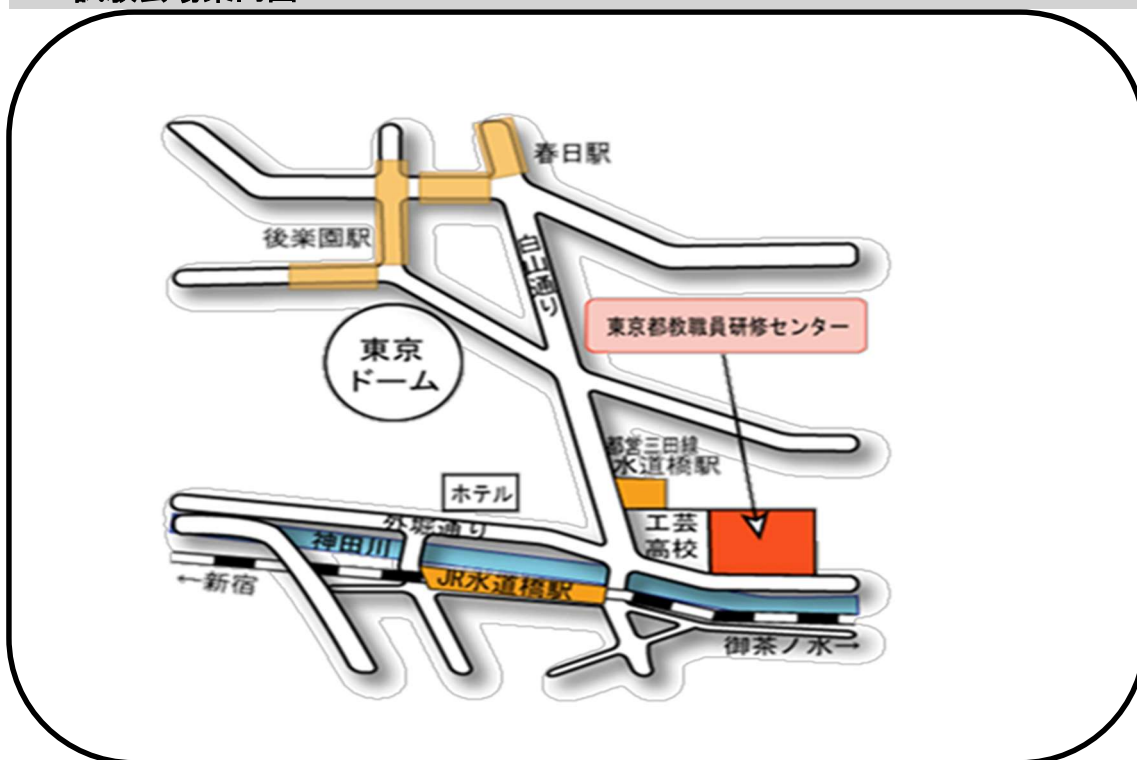 春日駅
後楽園駅
白山通り
東京都教職員研修センター
東京
ドーム
都営三田線
水道橋駅
ホテル
外堀通り
工芸
高校
神田川
JR水道橋駅
←新宿
御茶ノ水→